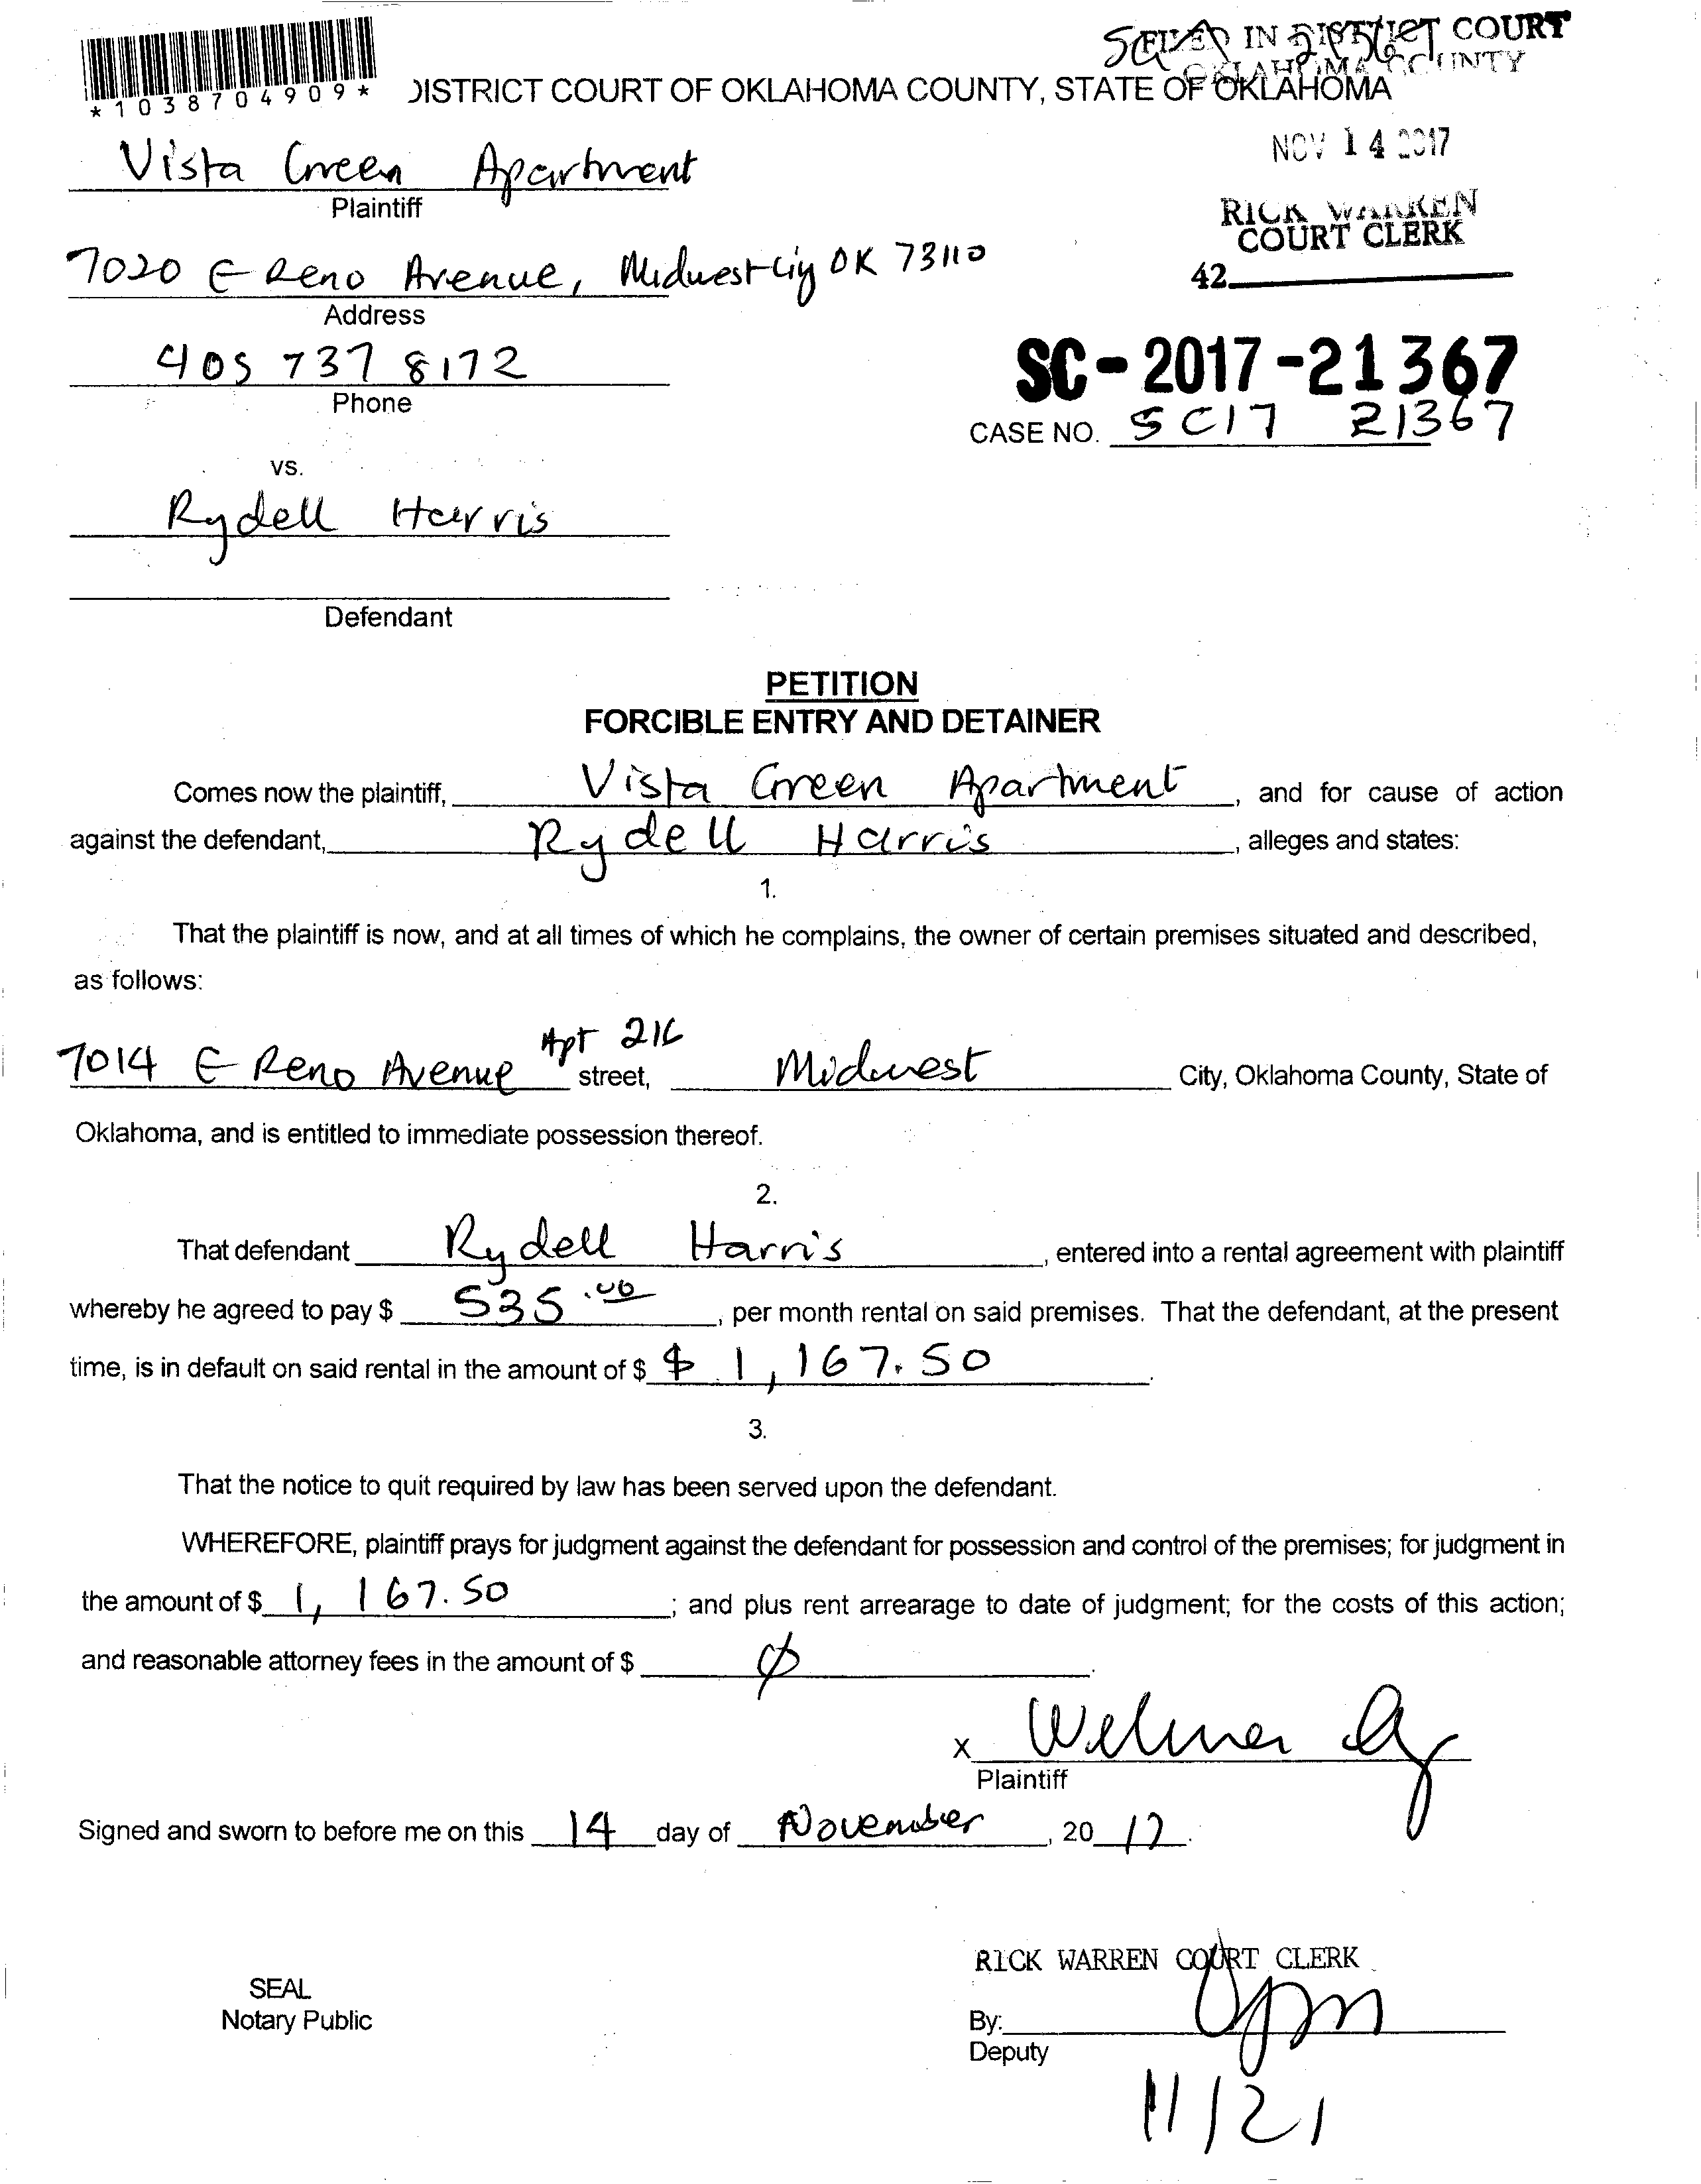 FILED IN DISTRICT COURT
OKLAHOMA COUNTY
*1038704909*
DISTRICT COURT OF OKLAHOMA COUNTY, STATE OF OKLAHOMA
NOV 14 2017
Vista Green Apartment
Plaintiff
RICK WARREN
COURT CLERK
7020 E Reno Avenue, Midwest Ciy OK 73110
42
Address
405 737 8172
Phone
SC-2017-21367
CASE NO. SC17 21367
vs.
Rydell Harris
Defendant
PETITION
FORCIBLE ENTRY AND DETAINER
Comes now the plaintiff, Vista Green Apartment, and for cause of action
against the defendant, Rydell Harris, alleges and states:
1.
That the plaintiff is now, and at all times of which he complains, the owner of certain premises situated and described,
as follows:
7014 E Reno Avenue Apt 216 street, Midwest City, Oklahoma County, State of
Oklahoma, and is entitled to immediate possession thereof.
2.
That defendant Rydell Harris, entered into a rental agreement with plaintiff
whereby he agreed to pay $ 535.00, per month rental on said premises. That the defendant, at the present
time, is in default on said rental in the amount of $ $ 1,167.50.
3.
That the notice to quit required by law has been served upon the defendant.
WHEREFORE, plaintiff prays for judgment against the defendant for possession and control of the premises; for judgment in
the amount of $ 1,167.50; and plus rent arrearage to date of judgment; for the costs of this action;
and reasonable attorney fees in the amount of $ ∅.
x
Plaintiff
Signed and sworn to before me on this 14 day of November, 2017.
RICK WARREN COURT CLERK
SEAL
Notary Public
By:
Deputy
11/21